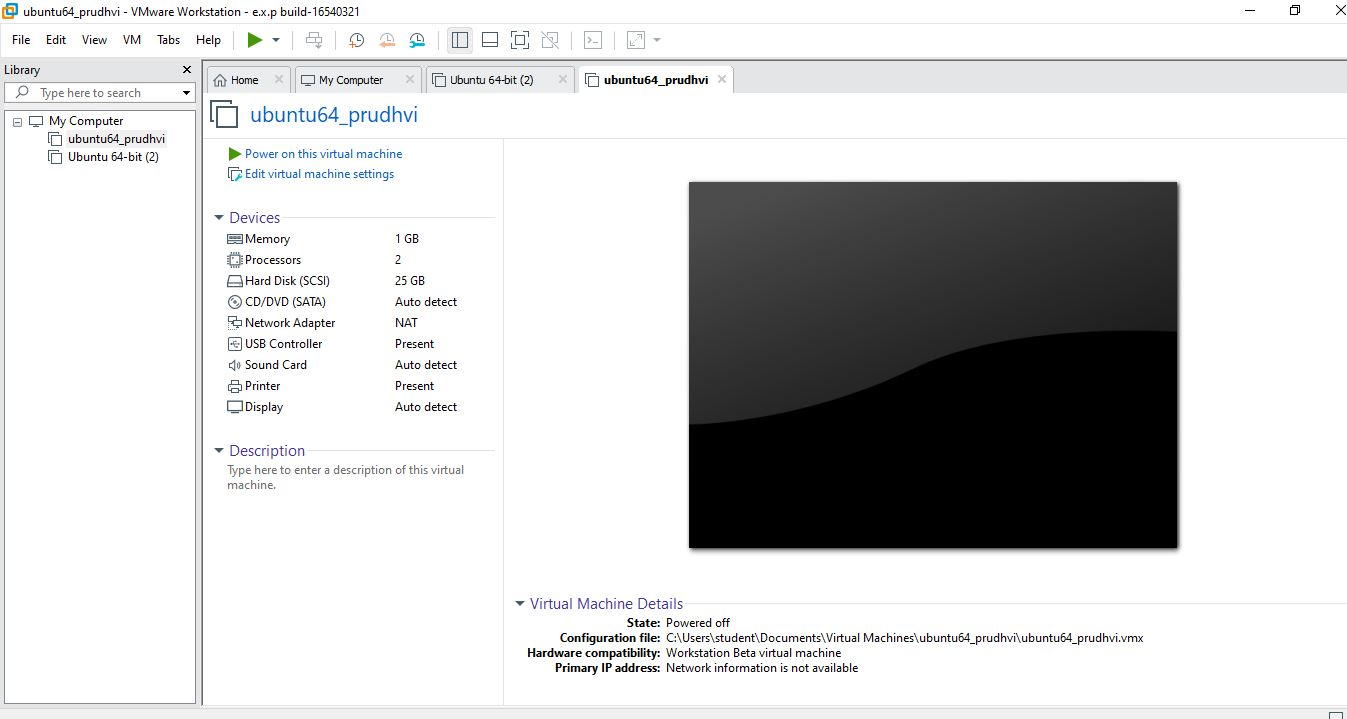 ubuntu64_prudhvi - VMware Workstation - e.x.p build-16540321
File Edit View VM Tabs Help
Library
Type here to search
My Computer
ubuntu64_prudhvi
Ubuntu 64-bit (2)
Home My Computer Ubuntu 64-bit (2) ubuntu64_prudhvi
ubuntu64_prudhvi
Power on this virtual machine
Edit virtual machine settings
Devices
Memory 1 GB
Processors 2
Hard Disk (SCSI) 25 GB
CD/DVD (SATA) Auto detect
Network Adapter NAT
USB Controller Present
Sound Card Auto detect
Printer Present
Display Auto detect
Description
Type here to enter a description of this virtual
machine.
Virtual Machine Details
State: Powered off
Configuration file: C:\Users\student\Documents\Virtual Machines\ubuntu64_prudhvi\ubuntu64_prudhvi.vmx
Hardware compatibility: Workstation Beta virtual machine
Primary IP address: Network information is not available